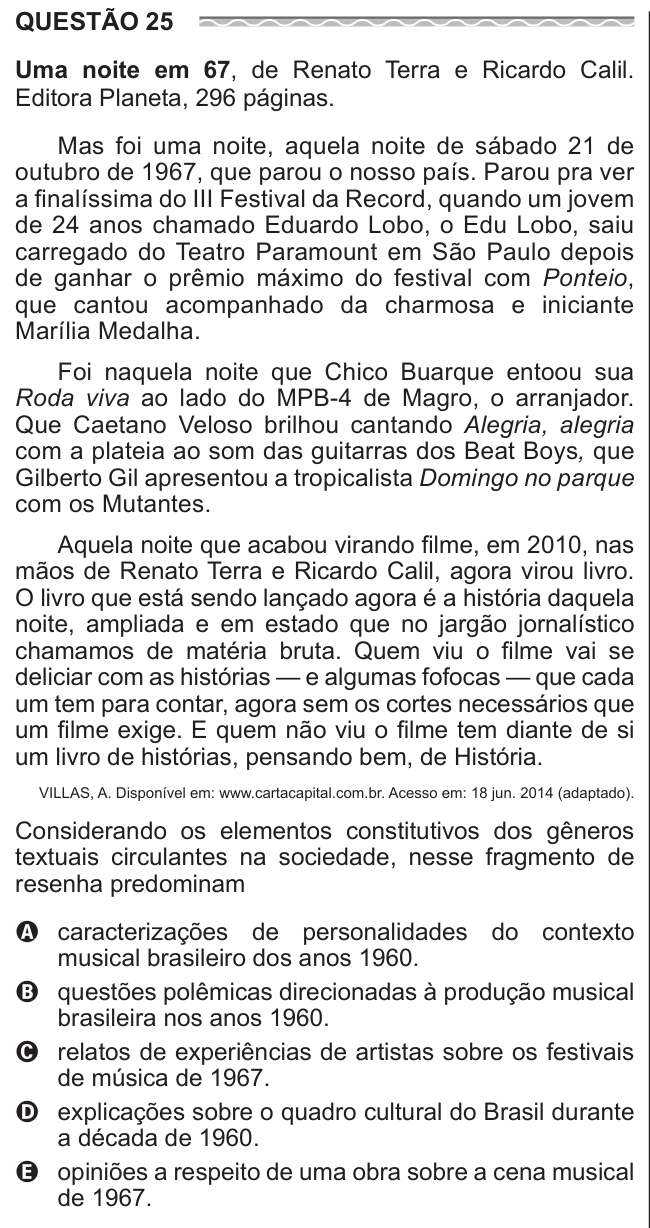 QUESTÃO 25
Uma noite em 67, de Renato Terra e Ricardo Calil.
Editora Planeta, 296 páginas.
Mas foi uma noite, aquela noite de sábado 21 de
outubro de 1967, que parou o nosso país. Parou pra ver
a finalíssima do III Festival da Record, quando um jovem
de 24 anos chamado Eduardo Lobo, o Edu Lobo, saiu
carregado do Teatro Paramount em São Paulo depois
de ganhar o prêmio máximo do festival com Ponteio,
que cantou acompanhado da charmosa e iniciante
Marília Medalha.
Foi naquela noite que Chico Buarque entoou sua
Roda viva ao lado do MPB-4 de Magro, o arranjador.
Que Caetano Veloso brilhou cantando Alegria, alegria
com a plateia ao som das guitarras dos Beat Boys, que
Gilberto Gil apresentou a tropicalista Domingo no parque
com os Mutantes.
Aquela noite que acabou virando filme, em 2010, nas
mãos de Renato Terra e Ricardo Calil, agora virou livro.
O livro que está sendo lançado agora é a história daquela
noite, ampliada e em estado que no jargão jornalístico
chamamos de matéria bruta. Quem viu o filme vai se
deliciar com as histórias — e algumas fofocas — que cada
um tem para contar, agora sem os cortes necessários que
um filme exige. E quem não viu o filme tem diante de si
um livro de histórias, pensando bem, de História.
VILLAS, A. Disponível em: www.cartacapital.com.br. Acesso em: 18 jun. 2014 (adaptado).
Considerando os elementos constitutivos dos gêneros
textuais circulantes na sociedade, nesse fragmento de
resenha predominam
A caracterizações de personalidades do contexto
musical brasileiro dos anos 1960.
B questões polêmicas direcionadas à produção musical
brasileira nos anos 1960.
C relatos de experiências de artistas sobre os festivais
de música de 1967.
D explicações sobre o quadro cultural do Brasil durante
a década de 1960.
E opiniões a respeito de uma obra sobre a cena musical
de 1967.